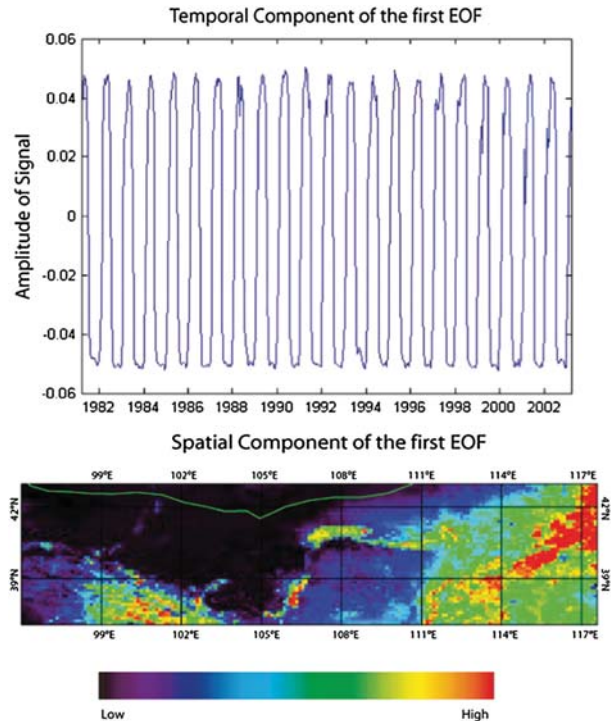 Temporal Component of the first EOF
0.06
0.04
0.02
0
-0.02
-0.04
-0.06
Amplitude of Signal
1982 1984 1986 1988 1990 1992 1994 1996 1998 2000 2002
Spatial Component of the first EOF
99°E 102°E 105°E 108°E 111°E 114°E 117°E
42°N 42°N
39°N 39°N
99°E 102°E 105°E 108°E 111°E 114°E 117°E
Low High